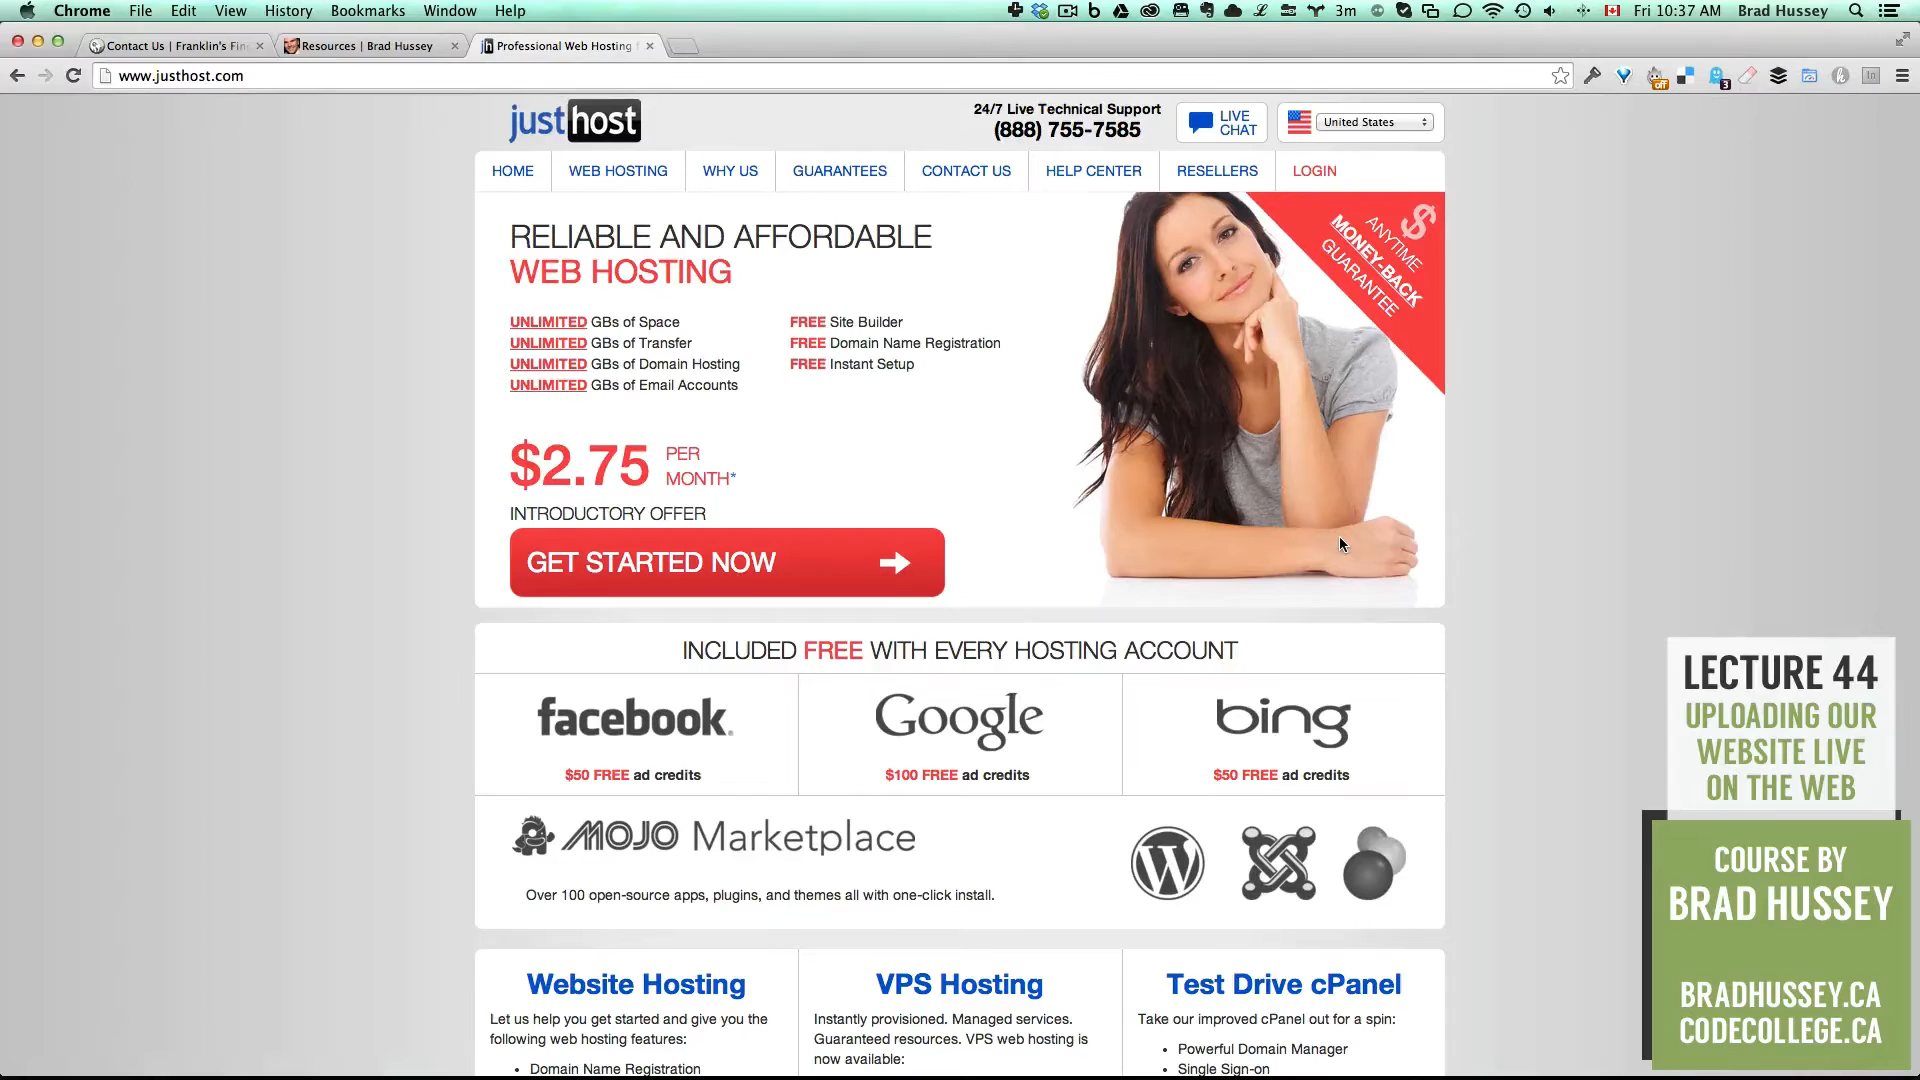 Chrome File Edit View History Bookmarks Window Help 3m Fri 10:37 AM Brad Hussey
Contact Us | Franklin's Fin
Resources | Brad Hussey
Professional Web Hosting
www.justhost.com
off
3
justhost
24/7 Live Technical Support
(888) 755-7585
LIVE
CHAT
United States
HOME WEB HOSTING WHY US GUARANTEES CONTACT US HELP CENTER RESELLERS LOGIN
RELIABLE AND AFFORDABLE
WEB HOSTING
UNLIMITED GBs of Space
UNLIMITED GBs of Transfer
UNLIMITED GBs of Domain Hosting
UNLIMITED GBs of Email Accounts
FREE Site Builder
FREE Domain Name Registration
FREE Instant Setup
$
ANYTIME
MONEY-BACK
GUARANTEE
$2.75 PER
MONTH*
INTRODUCTORY OFFER
GET STARTED NOW
INCLUDED FREE WITH EVERY HOSTING ACCOUNT
facebook.
$50 FREE ad credits
Google
$100 FREE ad credits
bing
$50 FREE ad credits
MOJO Marketplace
Over 100 open-source apps, plugins, and themes all with one-click install.
Website Hosting
Let us help you get started and give you the
following web hosting features:
• Domain Name Registration
VPS Hosting
Instantly provisioned. Managed services.
Guaranteed resources. VPS web hosting is
now available:
Test Drive cPanel
Take our improved cPanel out for a spin:
• Powerful Domain Manager
• Single Sign-on
LECTURE 44
UPLOADING OUR
WEBSITE LIVE
ON THE WEB
COURSE BY
BRAD HUSSEY
BRADHUSSEY.CA
CODECOLLEGE.CA